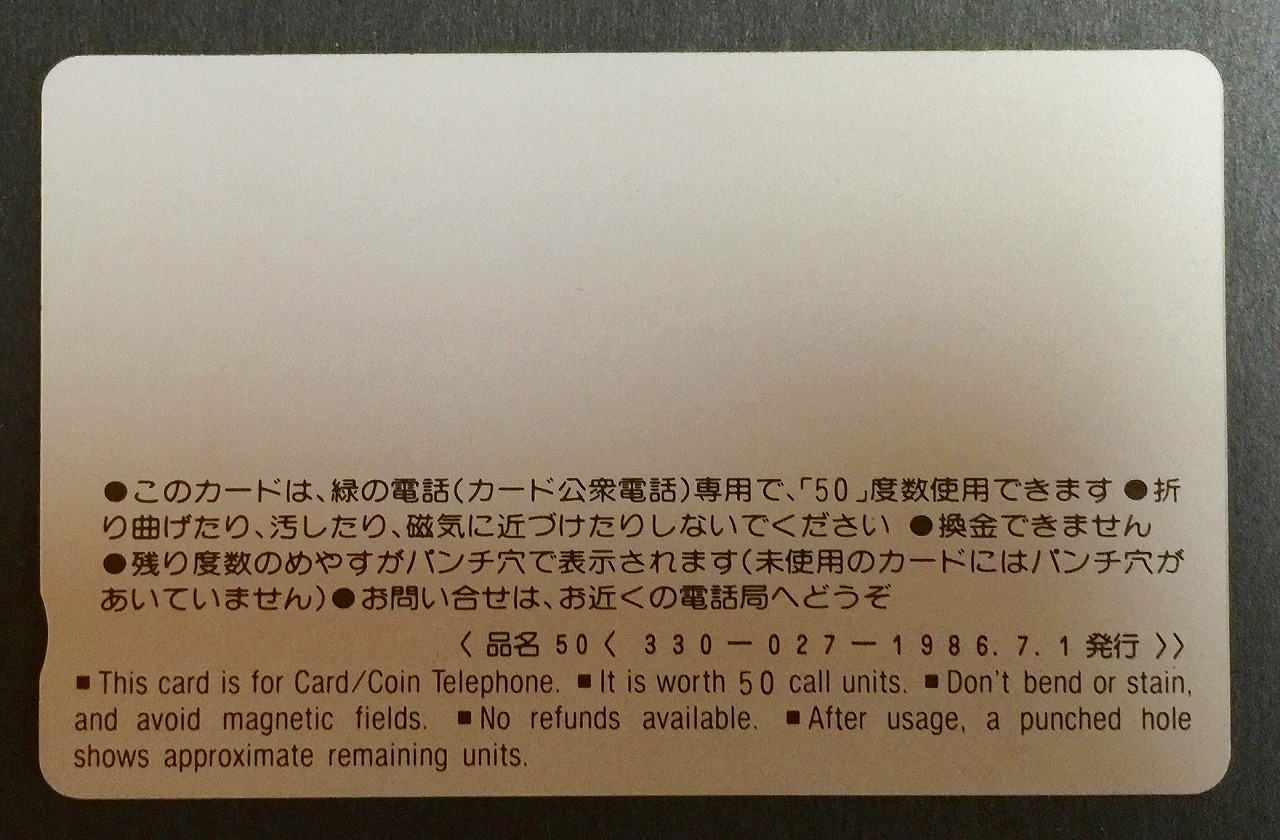 ●このカードは、緑の電話(カード公衆電話)専用で、「50」度数使用できます ●折
り曲げたり、汚したり、磁気に近づけたりしないでください ●換金できません
●残り度数のめやすがパンチ穴で表示されます(未使用のカードにはパンチ穴が
あいていません)●お問い合せは、お近くの電話局へどうぞ
〈 品名 50〈 330－027－1986.7.1 発行 〉〉
■This card is for Card/Coin Telephone. ■It is worth 50 call units. ■Don't bend or stain,
and avoid magnetic fields. ■No refunds available. ■After usage, a punched hole
shows approximate remaining units.